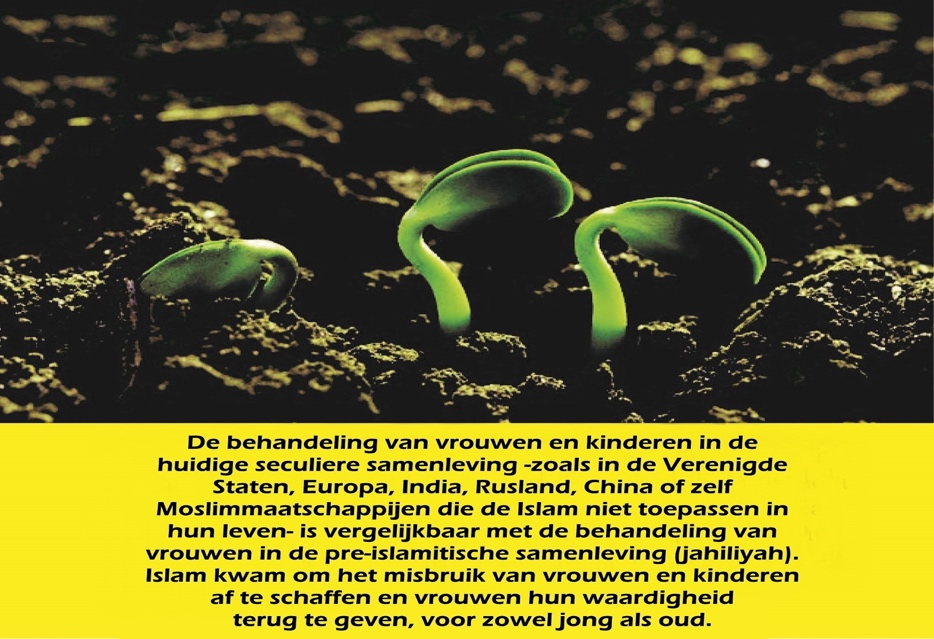 De behandeling van vrouwen en kinderen in de
huidige seculiere samenleving -zoals in de Verenigde
Staten, Europa, India, Rusland, China of zelf
Moslimmaatschappijen die de Islam niet toepassen in
hun leven- is vergelijkbaar met de behandeling van
vrouwen in de pre-islamitische samenleving (jahiliyah).
Islam kwam om het misbruik van vrouwen en kinderen
af te schaffen en vrouwen hun waardigheid
terug te geven, voor zowel jong als oud.